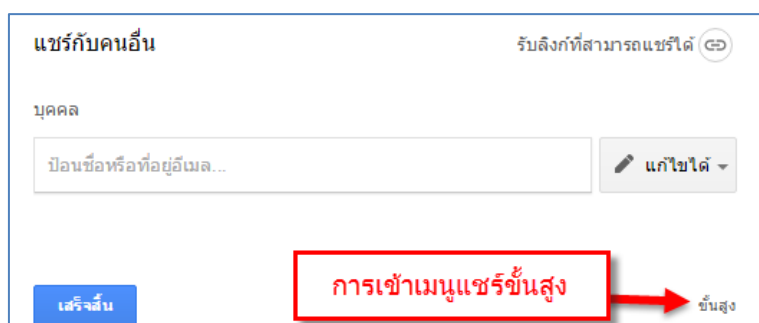 แชร์กับคนอื่น
รับลิงก์ที่สามารถแชร์ได้
บุคคล
ป้อนชื่อหรือที่อยู่อีเมล...
แก้ไขได้
การเข้าเมนูแชร์ขั้นสูง
เสร็จสิ้น
ขั้นสูง